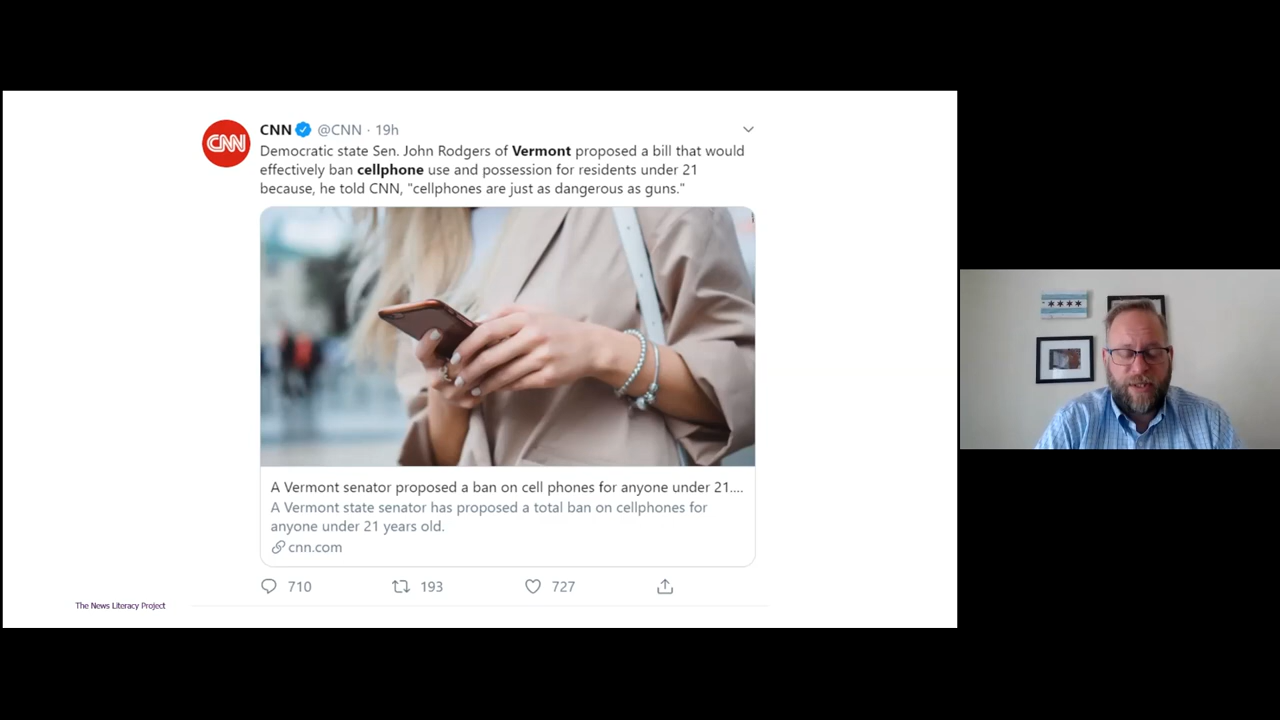 CNN
CNN @CNN · 19h
Democratic state Sen. John Rodgers of Vermont proposed a bill that would
effectively ban cellphone use and possession for residents under 21
because, he told CNN, "cellphones are just as dangerous as guns."
A Vermont senator proposed a ban on cell phones for anyone under 21....
A Vermont state senator has proposed a total ban on cellphones for
anyone under 21 years old.
cnn.com
710 193 727
The News Literacy Project